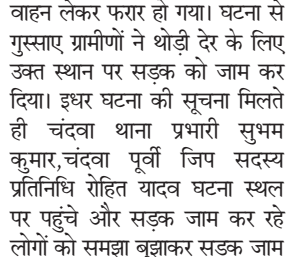 वाहन लेकर फरार हो गया। घटना से
गुस्साए ग्रामीणों ने थोड़ी देर के लिए
उक्त स्थान पर सड़क को जाम कर
दिया। इधर घटना की सूचना मिलते
ही चंदवा थाना प्रभारी सुभम
कुमार,चंदवा पूर्वी जिप सदस्य
प्रतिनिधि रोहित यादव घटना स्थल
पर पहुंचे और सड़क जाम कर रहे
लोगों को समझा बुझाकर सड़क जाम